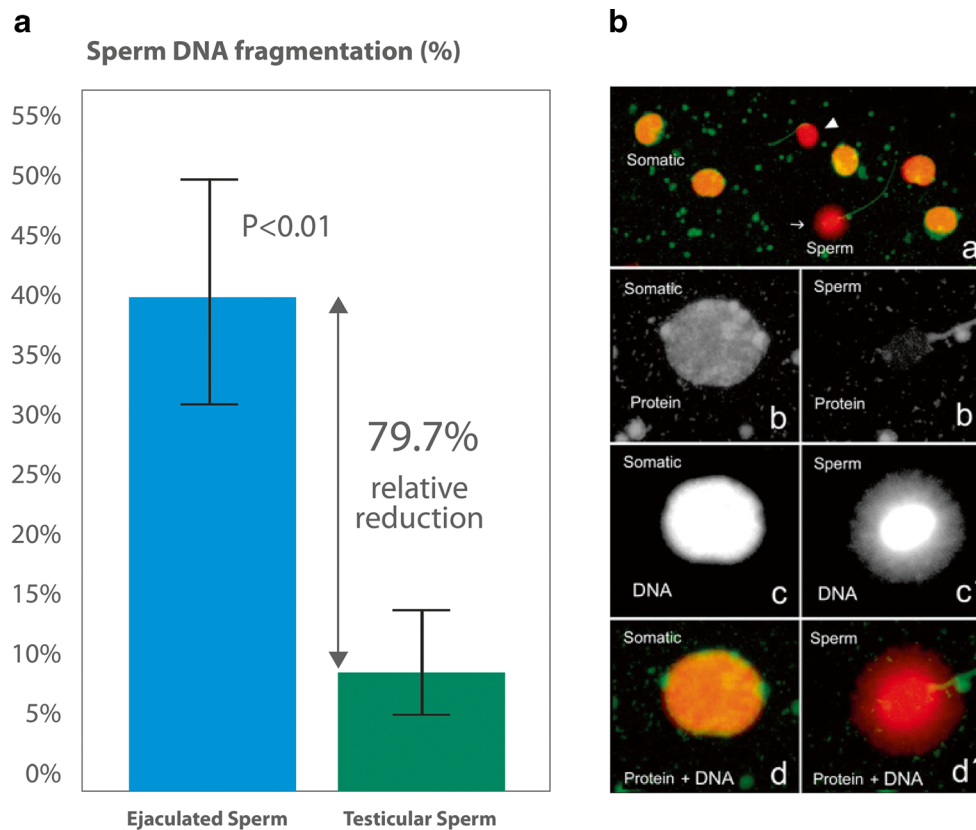 a
Sperm DNA fragmentation (%)
55%
50%
45%
40%
35%
30%
25%
20%
15%
10%
5%
0%
P<0.01
79.7%
relative
reduction
Ejaculated Sperm
Testicular Sperm
b
Somatic
Sperm
a
Somatic
Protein
b
Sperm
Protein
b
Somatic
DNA
c
Sperm
DNA
c'
Somatic
Protein + DNA
d
Sperm
Protein + DNA
d'